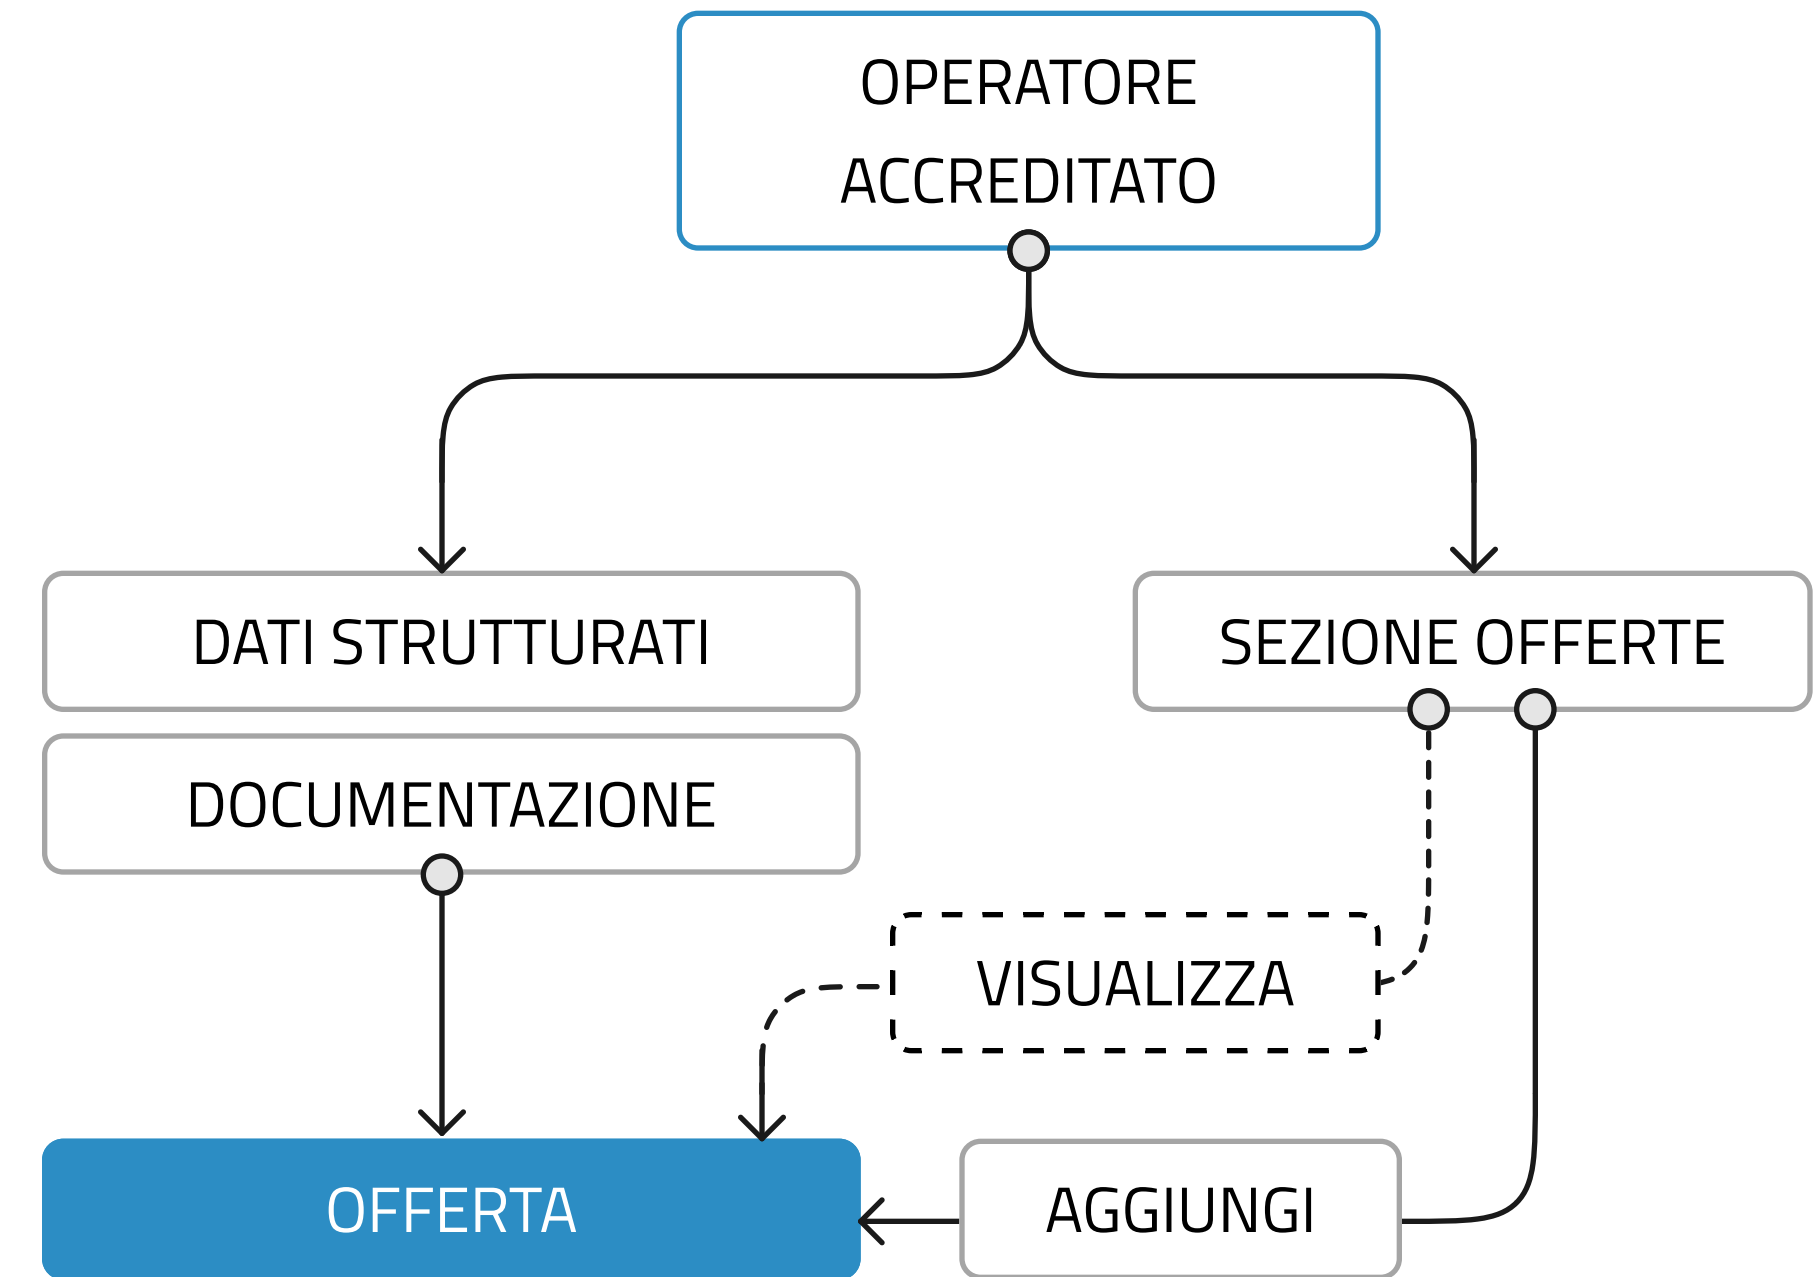 OPERATORE
ACCREDITATO
DATI STRUTTURATI
SEZIONE OFFERTE
DOCUMENTAZIONE
VISUALIZZA
OFFERTA
AGGIUNGI